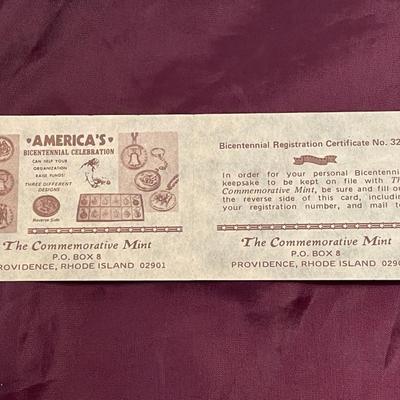 AMERICA'S
BICENTENNIAL CELEBRATION
CAN HELP YOUR
ORGANIZATION
RAISE FUNDS!
THREE DIFFERENT
DESIGNS
Reverse Side
The Commemorative Mint
P.O. BOX 8
PROVIDENCE, RHODE ISLAND 02901
Bicentennial Registration Certificate No. 32
In order for your personal Bicentennia
keepsake to be kept on file with Th
Commemorative Mint, be sure and fill ou
the reverse side of this card, includin
your registration number, and mail to
The Commemorative Mint
P.O. BOX 8
PROVIDENCE, RHODE ISLAND 0290